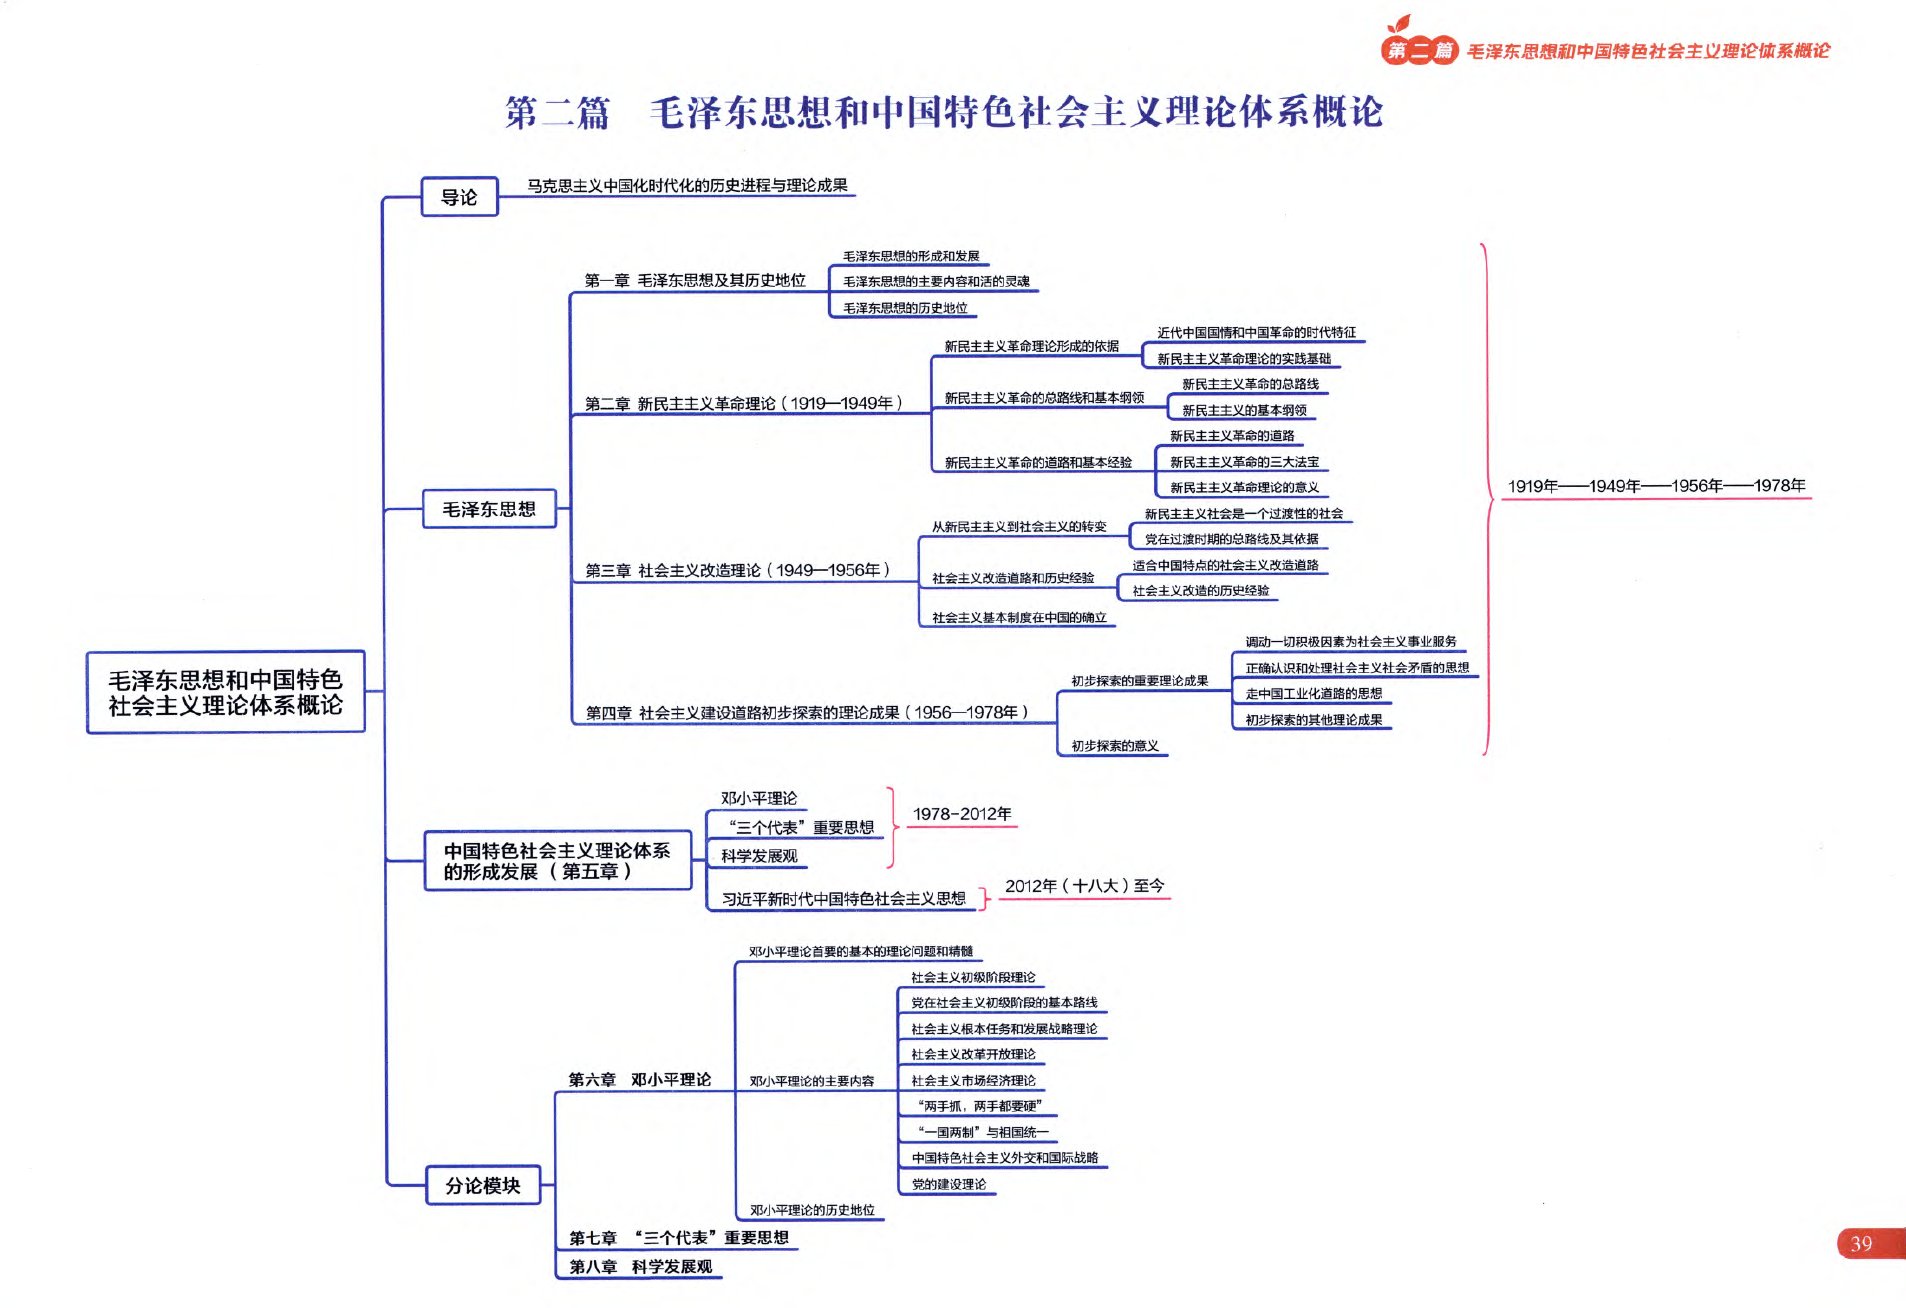 第二篇 毛泽东思想和中国特色社会主义理论体系概论
第二篇 毛泽东思想和中国特色社会主义理论体系概论
导论
马克思主义中国化时代化的历史进程与理论成果
毛泽东思想的形成和发展
第一章 毛泽东思想及其历史地位
毛泽东思想的主要内容和活的灵魂
毛泽东思想的历史地位
近代中国国情和中国革命的时代特征
新民主主义革命理论形成的依据
新民主主义革命理论的实践基础
新民主主义革命的总路线
第二章 新民主主义革命理论（1919—1949年）
新民主主义革命的总路线和基本纲领
新民主主义的基本纲领
新民主主义革命的道路
新民主主义革命的道路和基本经验
新民主主义革命的三大法宝
新民主主义革命理论的意义
1919年——1949年——1956年——1978年
毛泽东思想
新民主主义社会是一个过渡性的社会
从新民主主义到社会主义的转变
党在过渡时期的总路线及其依据
适合中国特点的社会主义改造道路
第三章 社会主义改造理论（1949—1956年）
社会主义改造道路和历史经验
社会主义改造的历史经验
社会主义基本制度在中国的确立
调动一切积极因素为社会主义事业服务
正确认识和处理社会主义社会矛盾的思想
初步探索的重要理论成果
走中国工业化道路的思想
初步探索的其他理论成果
第四章 社会主义建设道路初步探索的理论成果（1956—1978年）
初步探索的意义
毛泽东思想和中国特色
社会主义理论体系概论
邓小平理论
“三个代表”重要思想
1978-2012年
科学发展观
中国特色社会主义理论体系
的形成发展（第五章）
习近平新时代中国特色社会主义思想
2012年（十八大）至今
邓小平理论首要的基本的理论问题和精髓
社会主义初级阶段理论
党在社会主义初级阶段的基本路线
社会主义根本任务和发展战略理论
社会主义改革开放理论
第六章 邓小平理论
邓小平理论的主要内容
社会主义市场经济理论
“两手抓，两手都要硬”
“一国两制”与祖国统一
中国特色社会主义外交和国际战略
党的建设理论
分论模块
邓小平理论的历史地位
第七章 “三个代表”重要思想
第八章 科学发展观
39